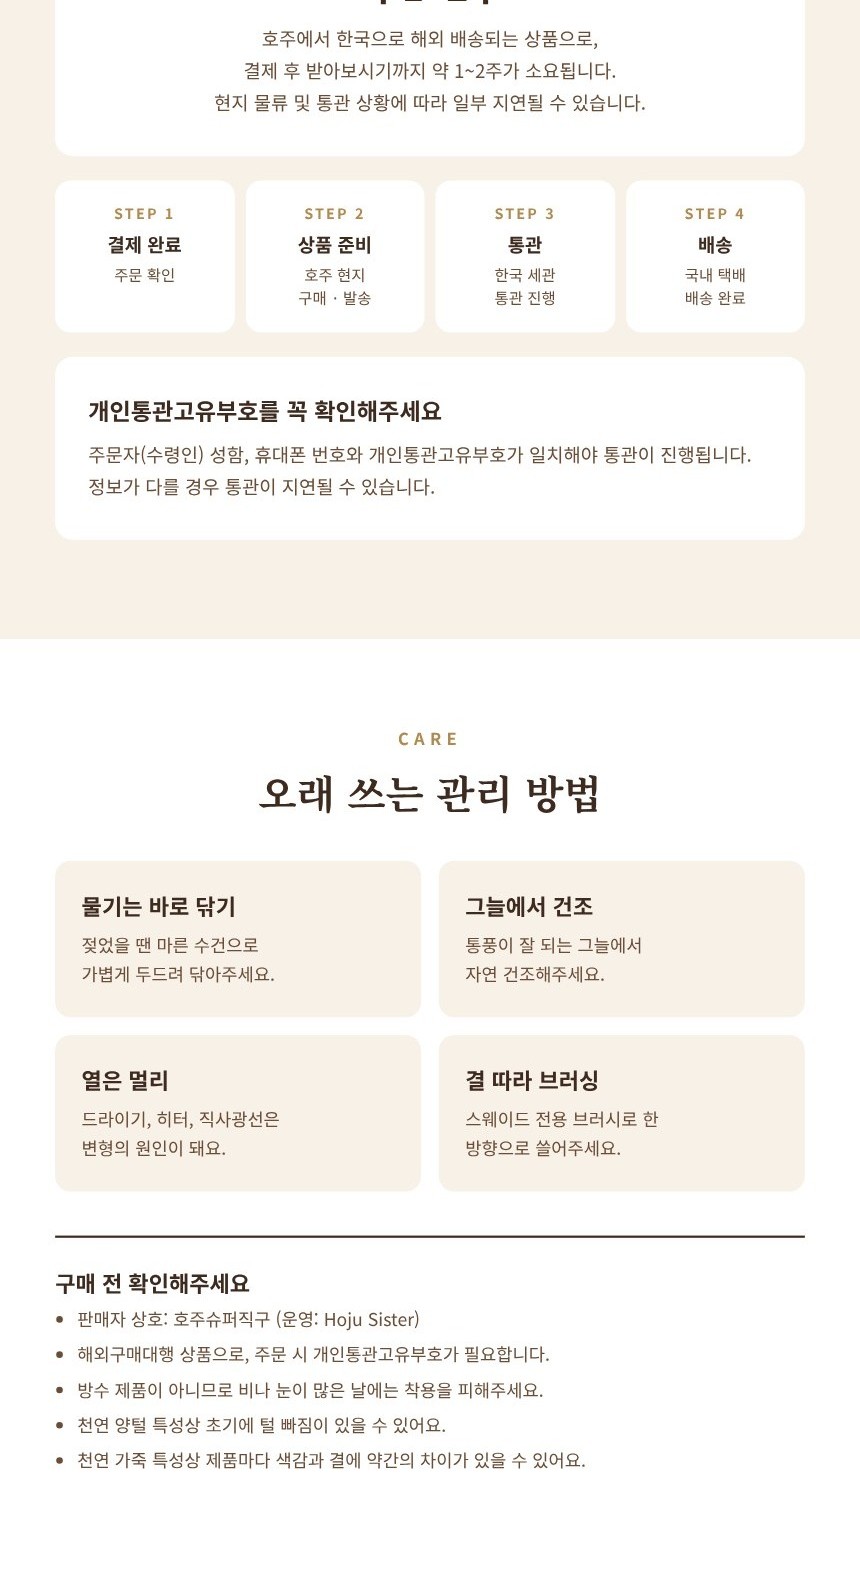 호주에서 한국으로 해외 배송되는 상품으로,
결제 후 받아보시기까지 약 1~2주가 소요됩니다.
현지 물류 및 통관 상황에 따라 일부 지연될 수 있습니다.
STEP 1
결제 완료
주문 확인
STEP 2
상품 준비
호주 현지
구매 · 발송
STEP 3
통관
한국 세관
통관 진행
STEP 4
배송
국내 택배
배송 완료
개인통관고유부호를 꼭 확인해주세요
주문자(수령인) 성함, 휴대폰 번호와 개인통관고유부호가 일치해야 통관이 진행됩니다.
정보가 다를 경우 통관이 지연될 수 있습니다.
CARE
오래 쓰는 관리 방법
물기는 바로 닦기
젖었을 땐 마른 수건으로
가볍게 두드려 닦아주세요.
그늘에서 건조
통풍이 잘 되는 그늘에서
자연 건조해주세요.
열은 멀리
드라이기, 히터, 직사광선은
변형의 원인이 돼요.
결 따라 브러싱
스웨이드 전용 브러시로 한
방향으로 쓸어주세요.
구매 전 확인해주세요
• 판매자 상호: 호주슈퍼직구 (운영: Hoju Sister)
• 해외구매대행 상품으로, 주문 시 개인통관고유부호가 필요합니다.
• 방수 제품이 아니므로 비나 눈이 많은 날에는 착용을 피해주세요.
• 천연 양털 특성상 초기에 털 빠짐이 있을 수 있어요.
• 천연 가죽 특성상 제품마다 색감과 결에 약간의 차이가 있을 수 있어요.